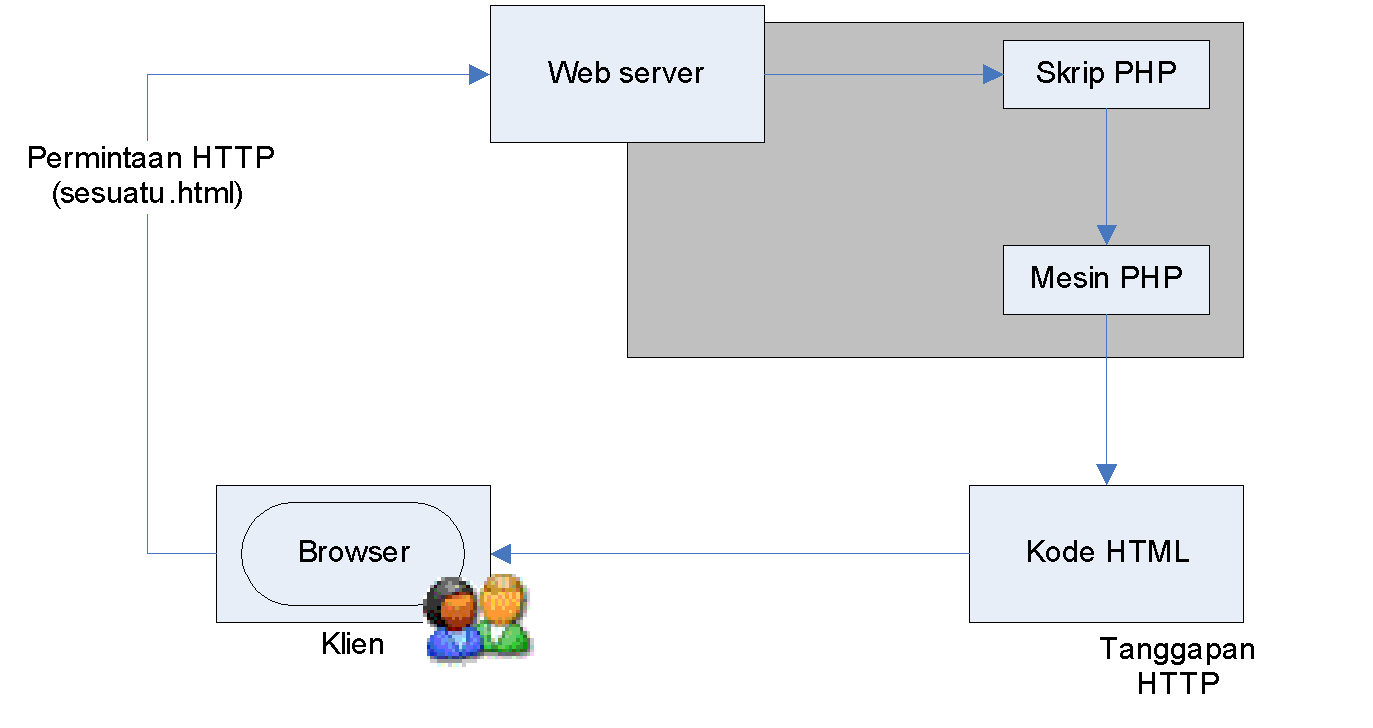 Web server
Skrip PHP
Permintaan HTTP
(sesuatu.html)
Mesin PHP
Browser
Kode HTML
Klien
Tanggapan
HTTP